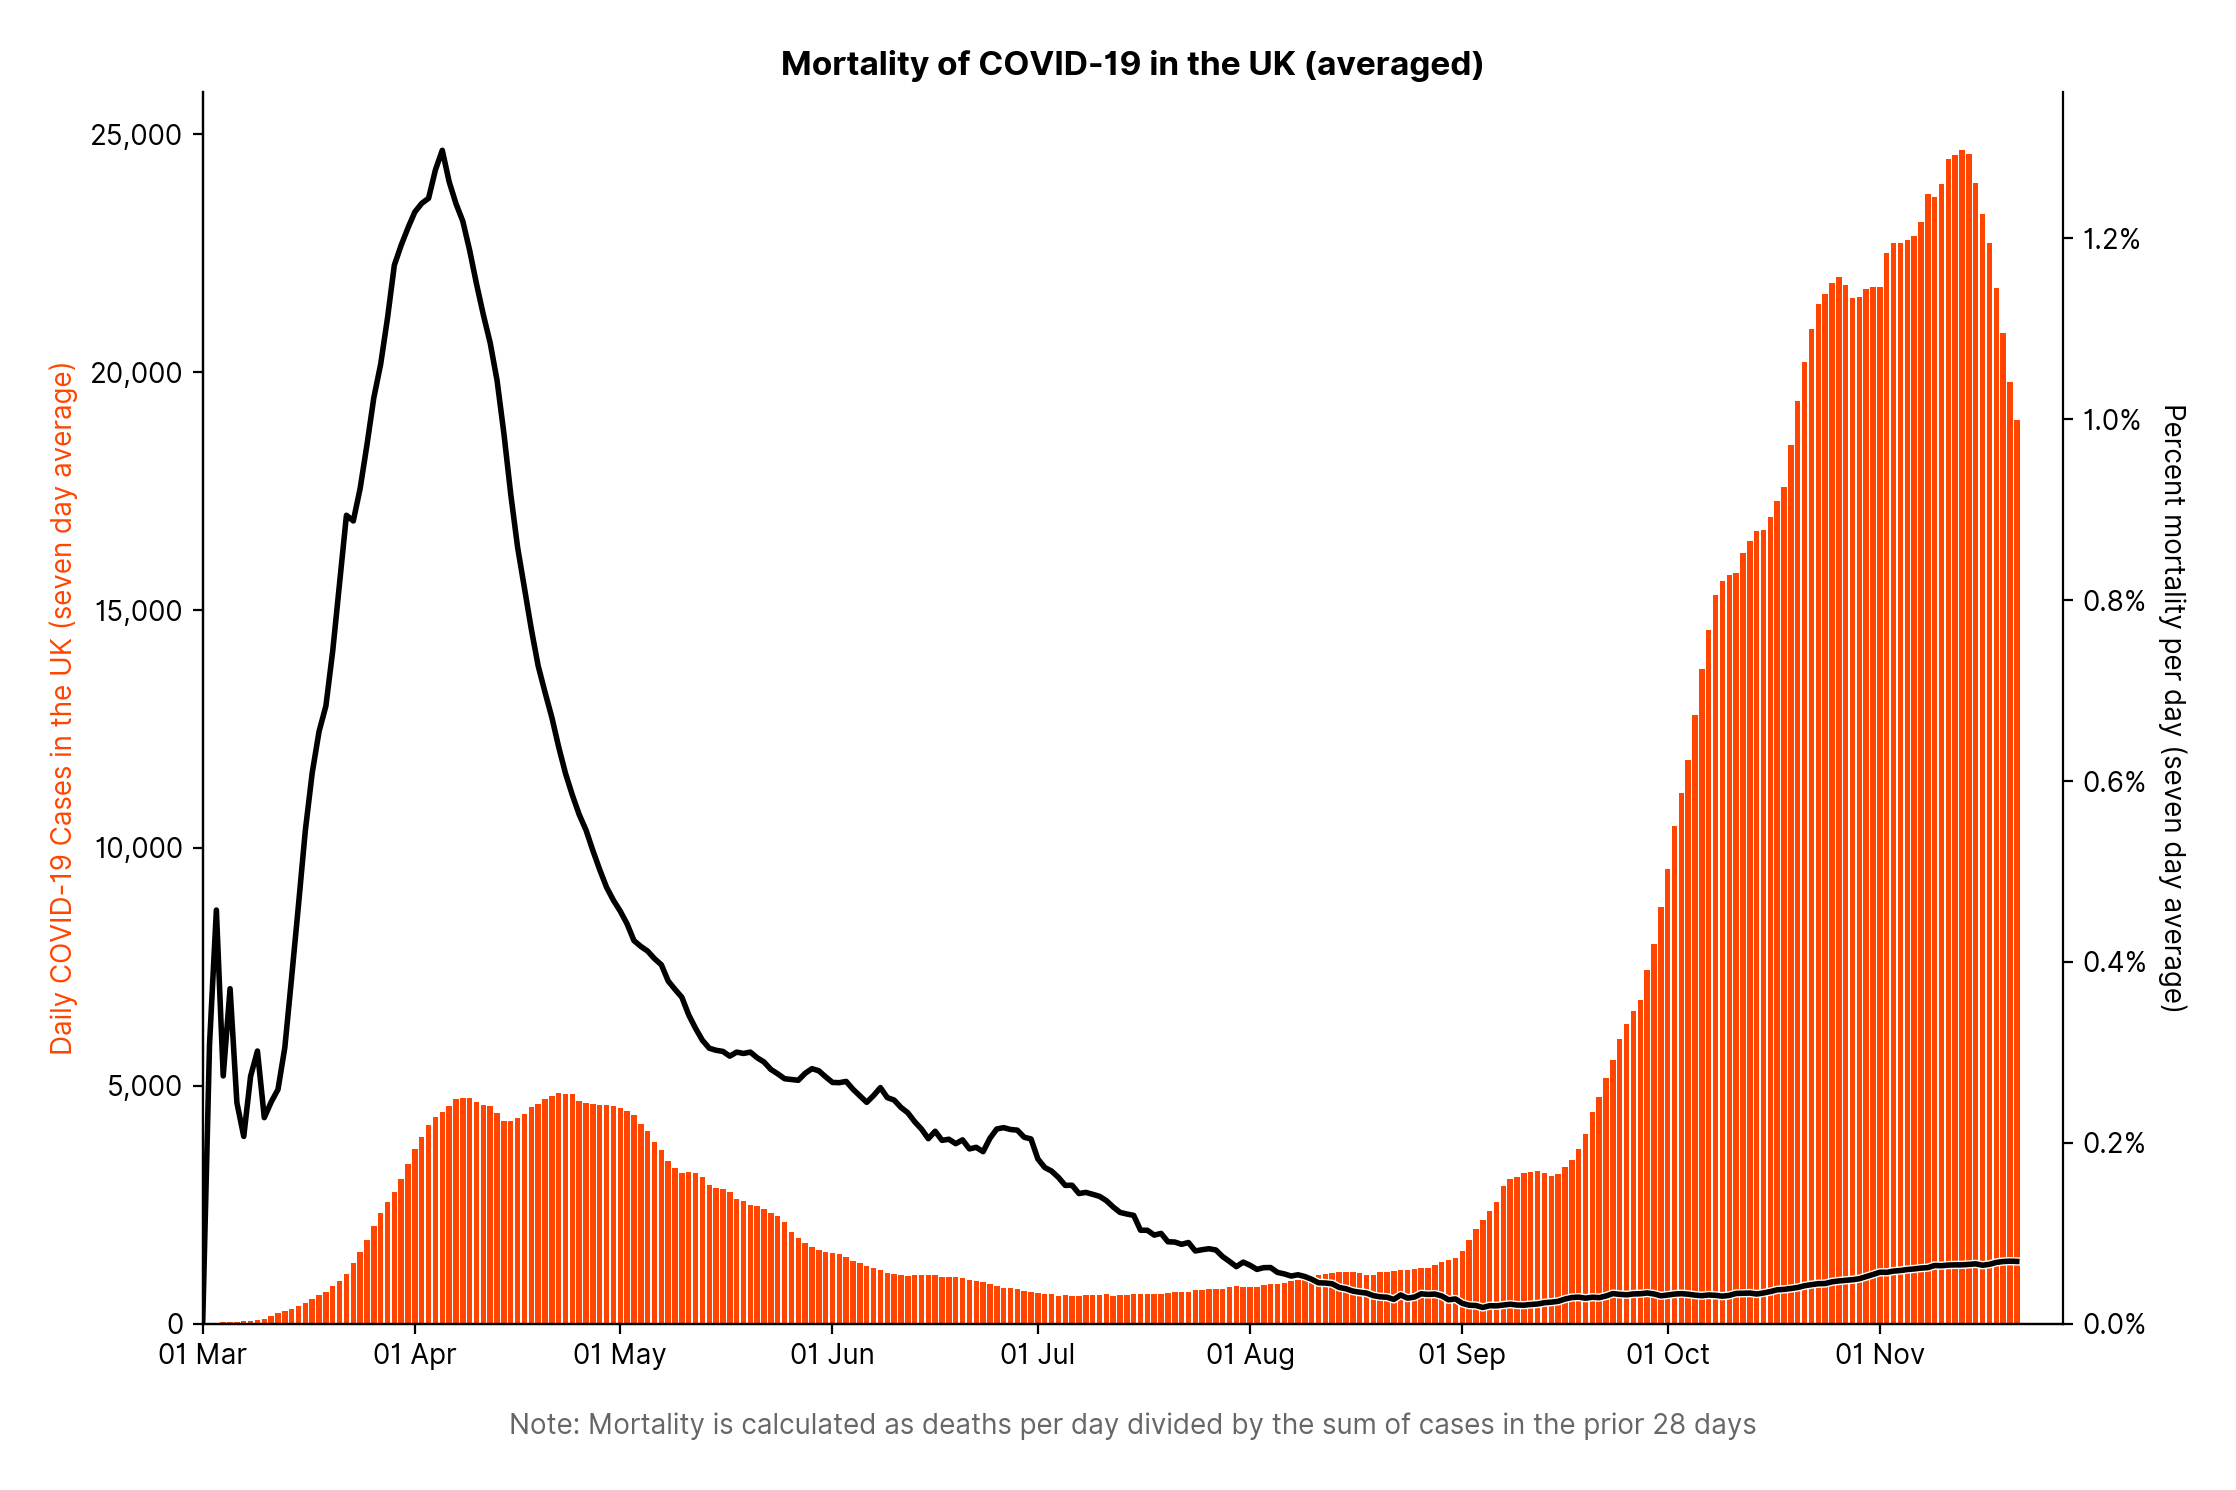 Mortality of COVID-19 in the UK (averaged)
Daily COVID-19 Cases in the UK (seven day average)
25,000
20,000
15,000
10,000
5,000
0
1.2%
1.0%
0.8%
0.6%
0.4%
0.2%
0.0%
Percent mortality per day (seven day average)
01 Mar
01 Apr
01 May
01 Jun
01 Jul
01 Aug
01 Sep
01 Oct
01 Nov
Note: Mortality is calculated as deaths per day divided by the sum of cases in the prior 28 days